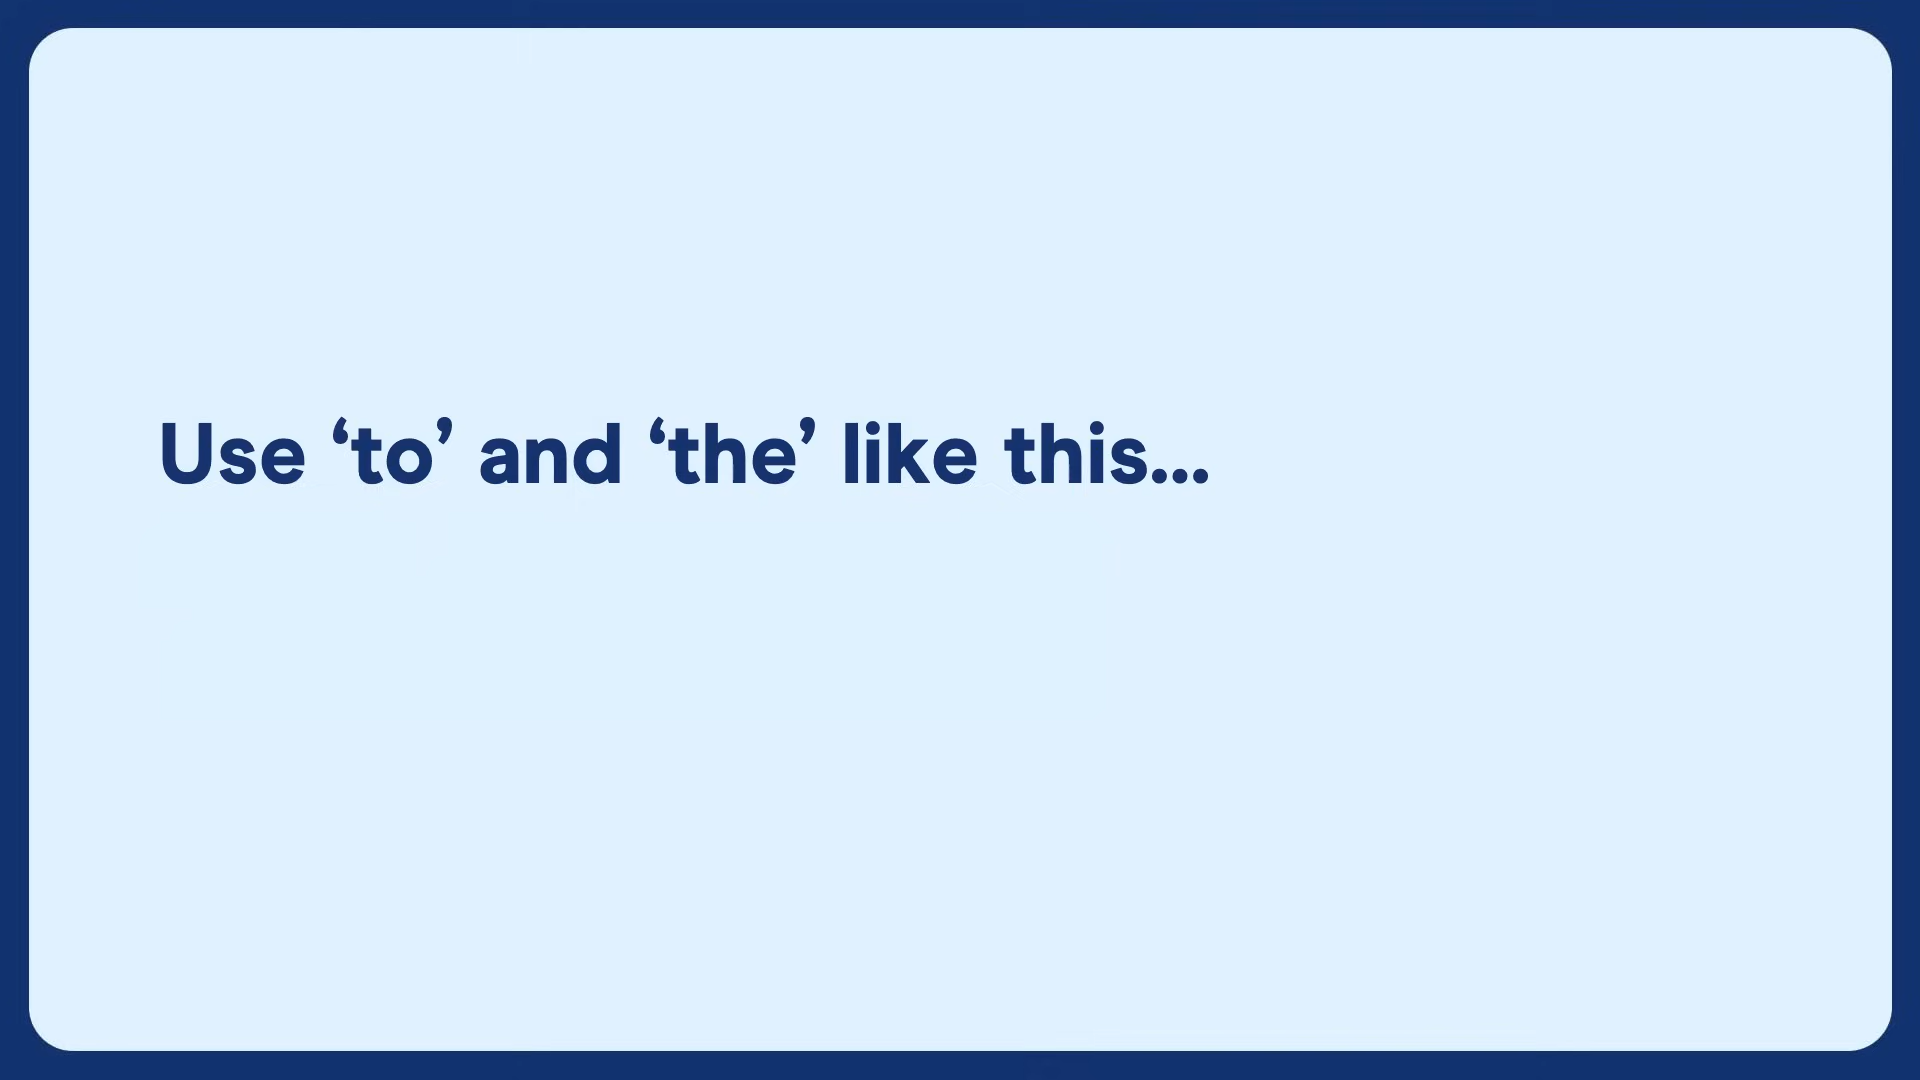 Use ‘to’ and ‘the’ like this...